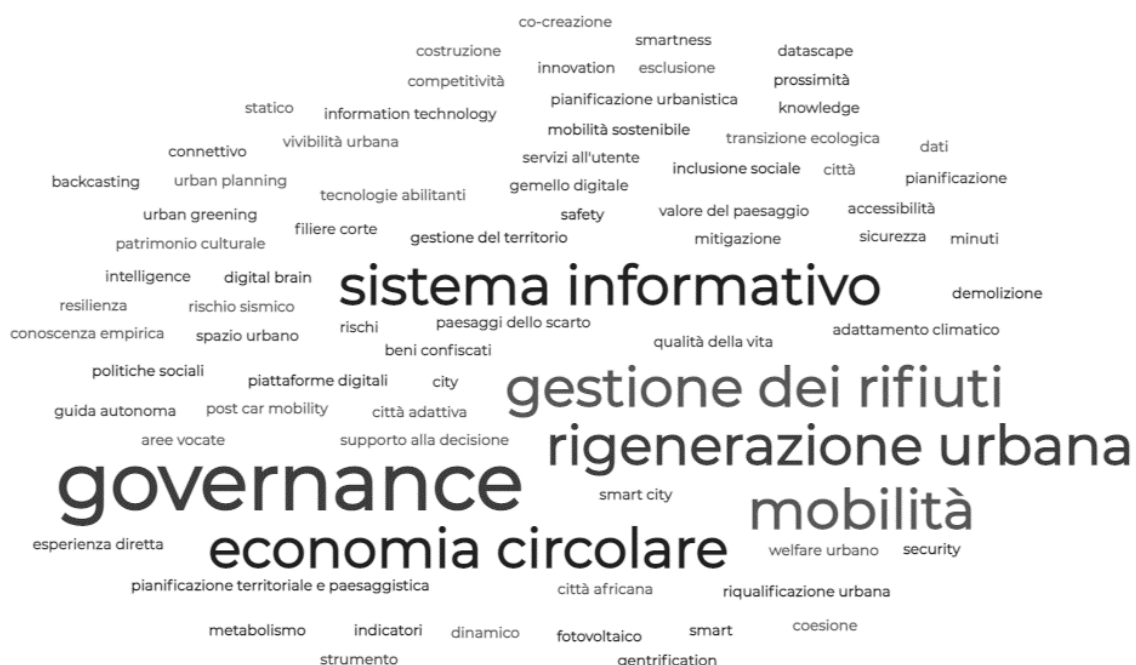 co-creazione
smartness
costruzione
datascape
innovation
esclusione
competitività
prossimità
pianificazione urbanistica
statico
information technology
knowledge
mobilità sostenibile
vivibilità urbana
transizione ecologica
connettivo
servizi all'utente
dati
inclusione sociale
città
backcasting
urban planning
gemello digitale
pianificazione
tecnologie abilitanti
urban greening
safety
valore del paesaggio
accessibilità
filiere corte
gestione del territorio
mitigazione
sicurezza
minuti
patrimonio culturale
intelligence
digital brain
sistema informativo
demolizione
resilienza
rischio sismico
conoscenza empirica
spazio urbano
rischi
paesaggi dello scarto
adattamento climatico
beni confiscati
qualità della vita
politiche sociali
piattaforme digitali
city
gestione dei rifiuti
guida autonoma
post car mobility
città adattiva
aree vocate
supporto alla decisione
rigenerazione urbana
governance
smart city
mobilità
esperienza diretta
economia circolare
welfare urbano
security
pianificazione territoriale e paesaggistica
città africana
riqualificazione urbana
metabolismo
indicatori
dinamico
fotovoltaico
smart
coesione
strumento
gentrification